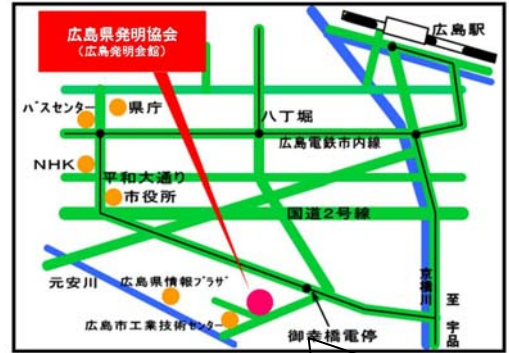 広島県発明協会
(広島発明会館)
広島駅
バスセンター
県庁
八丁堀
広島電鉄市内線
NHK
平和大通り
市役所
国道2号線
元安川
広島県情報プラザ
京橋川
至
宇品
広島市工業技術センター
御幸橋電停